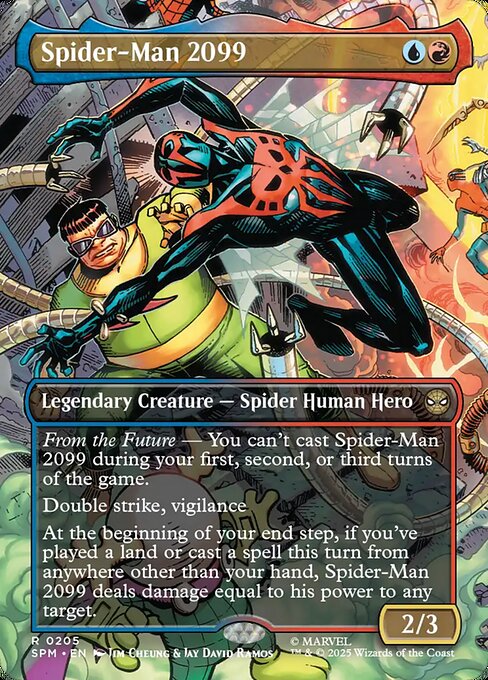 Spider-Man 2099
Legendary Creature — Spider Human Hero
From the Future — You can't cast Spider-Man
2099 during your first, second, or third turns
of the game.
Double strike, vigilance
At the beginning of your end step, if you've
played a land or cast a spell this turn from
anywhere other than your hand, Spider-Man
2099 deals damage equal to his power to any
target.
2/3
R 0205
SPM • EN Jim Cheung & Jay David Ramos
© MARVEL
™ & © 2025 Wizards of the Coast